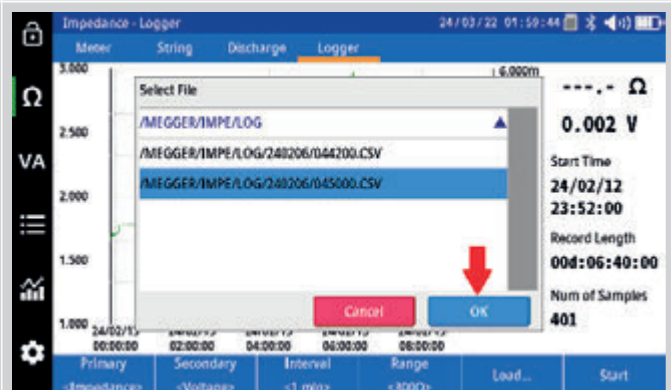 Impedance - Logger
24/03/22 01:59:44
Meter
String
Discharge
Logger
3.000
6.000m
Select File
/MEGGER/IMPE/LOG
/MEGGER/IMPE/LOG/240206/044200.CSV
/MEGGER/IMPE/LOG/240206/045000.CSV
Cancel
OK
Ω
VA
2.500
2.000
1.500
1.000
24/02/13
00:00:00
02:00:00
04:00:00
06:00:00
08:00:00
---.- Ω
0.002 V
Start Time
24/02/12
23:52:00
Record Length
00d:06:40:00
Num of Samples
401
Primary
<Impedance>
Secondary
<Voltage>
Interval
<1 min>
Range
<300Ω>
Load...
Start